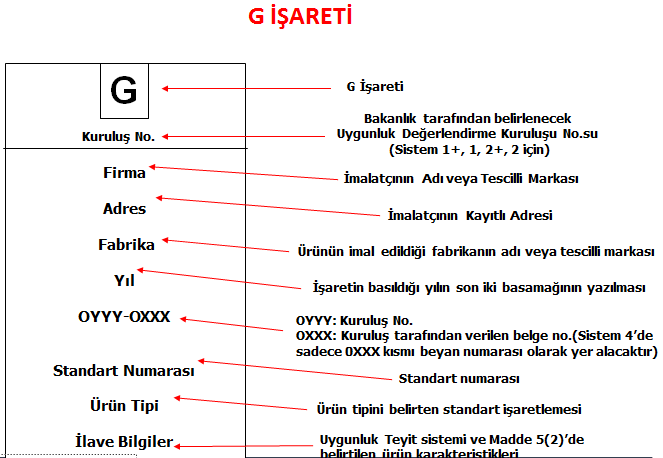 G İŞARETİ
G
G İşareti
Kuruluş No.
Bakanlık tarafından belirlenecek
Uygunluk Değerlendirme Kuruluşu No.su
(Sistem 1+, 1, 2+, 2 için)
Firma
İmalatçının Adı veya Tescilli Markası
Adres
İmalatçının Kayıtlı Adresi
Fabrika
Ürünün imal edildiği fabrikanın adı veya tescilli markası
Yıl
İşaretin basıldığı yılın son iki basamağının yazılması
OYYY-OXXX
OYYY: Kuruluş No.
OXXX: Kuruluş tarafından verilen belge no.(Sistem 4’de
sadece 0XXX kısmı beyan numarası olarak yer alacaktır)
Standart Numarası
Standart numarası
Ürün Tipi
Ürün tipini belirten standart işaretlemesi
İlave Bilgiler
Uygunluk Teyit sistemi ve Madde 5(2)’de
belirtilen ürün karakteristikleri